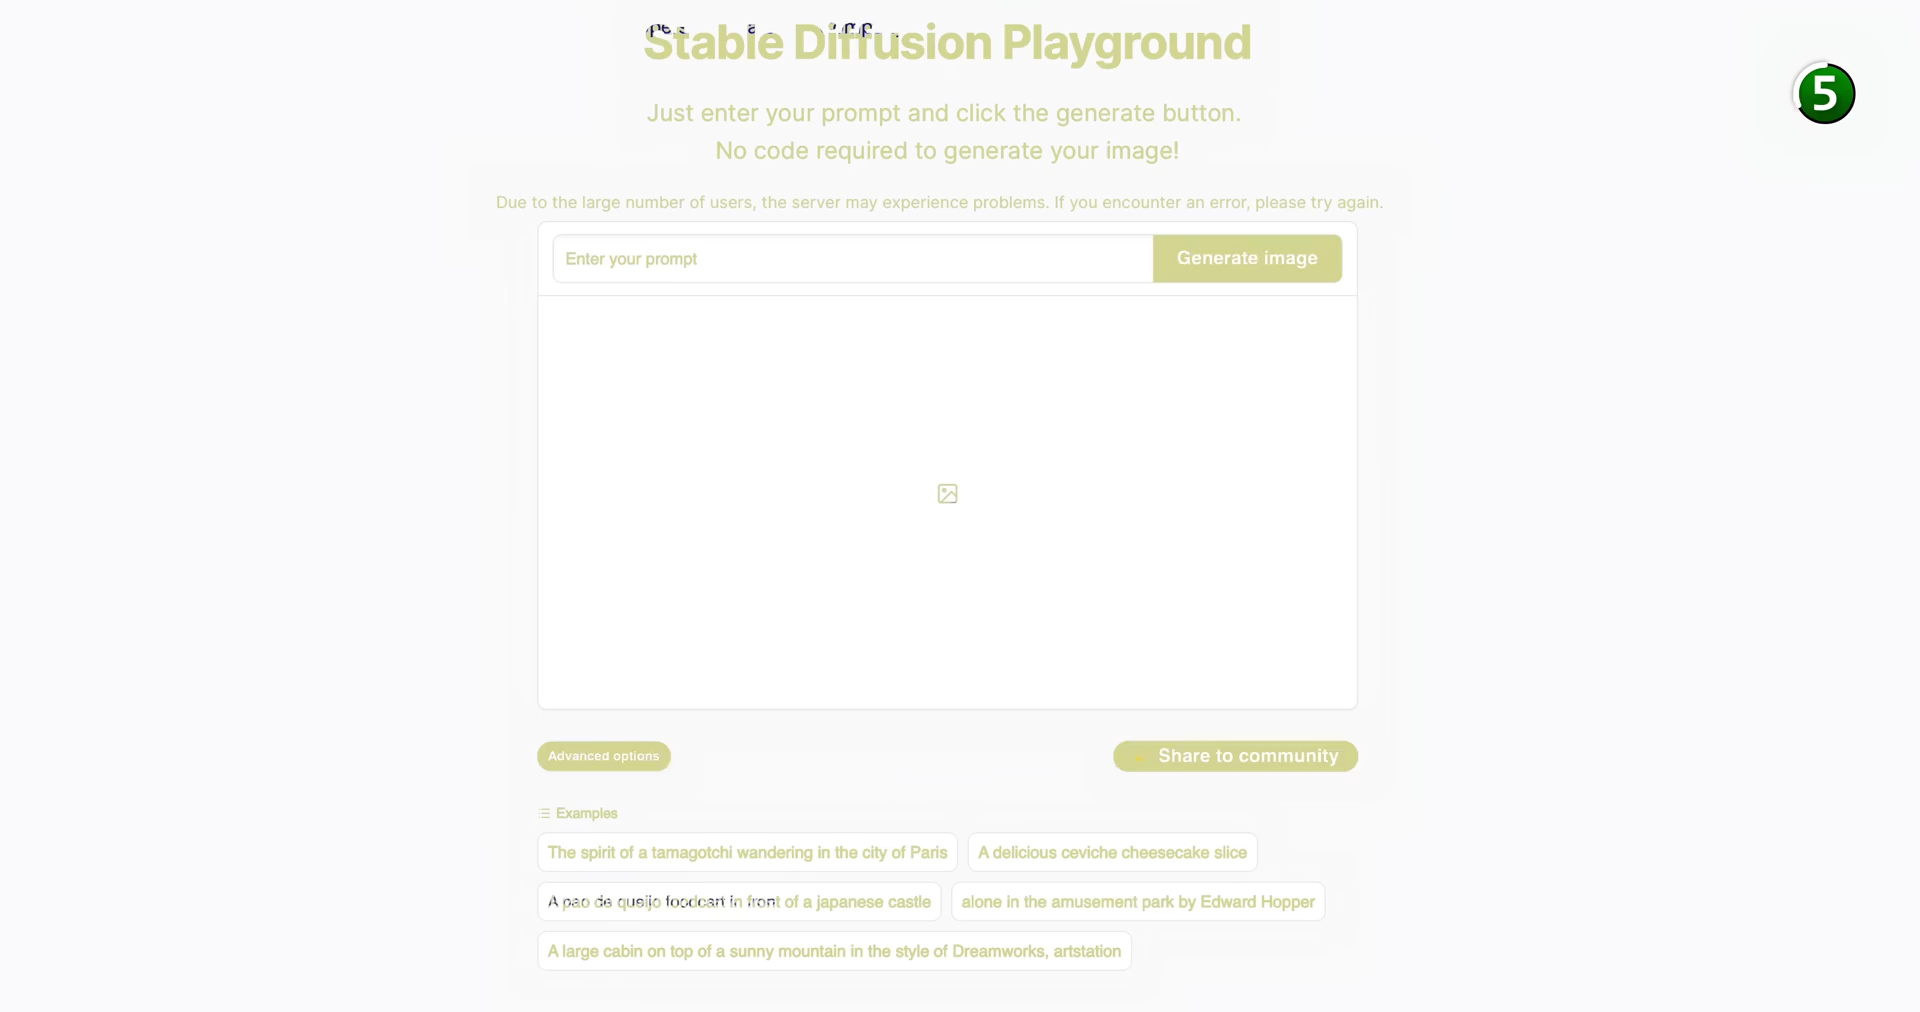 Stable Diffusion Playground
5
Just enter your prompt and click the generate button.
No code required to generate your image!
Due to the large number of users, the server may experience problems. If you encounter an error, please try again.
Enter your prompt
Generate image
Advanced options
Share to community
Examples
The spirit of a tamagotchi wandering in the city of Paris
A delicious ceviche cheesecake slice
A pao de queijo foodcart in front of a japanese castle
alone in the amusement park by Edward Hopper
A large cabin on top of a sunny mountain in the style of Dreamworks, artstation